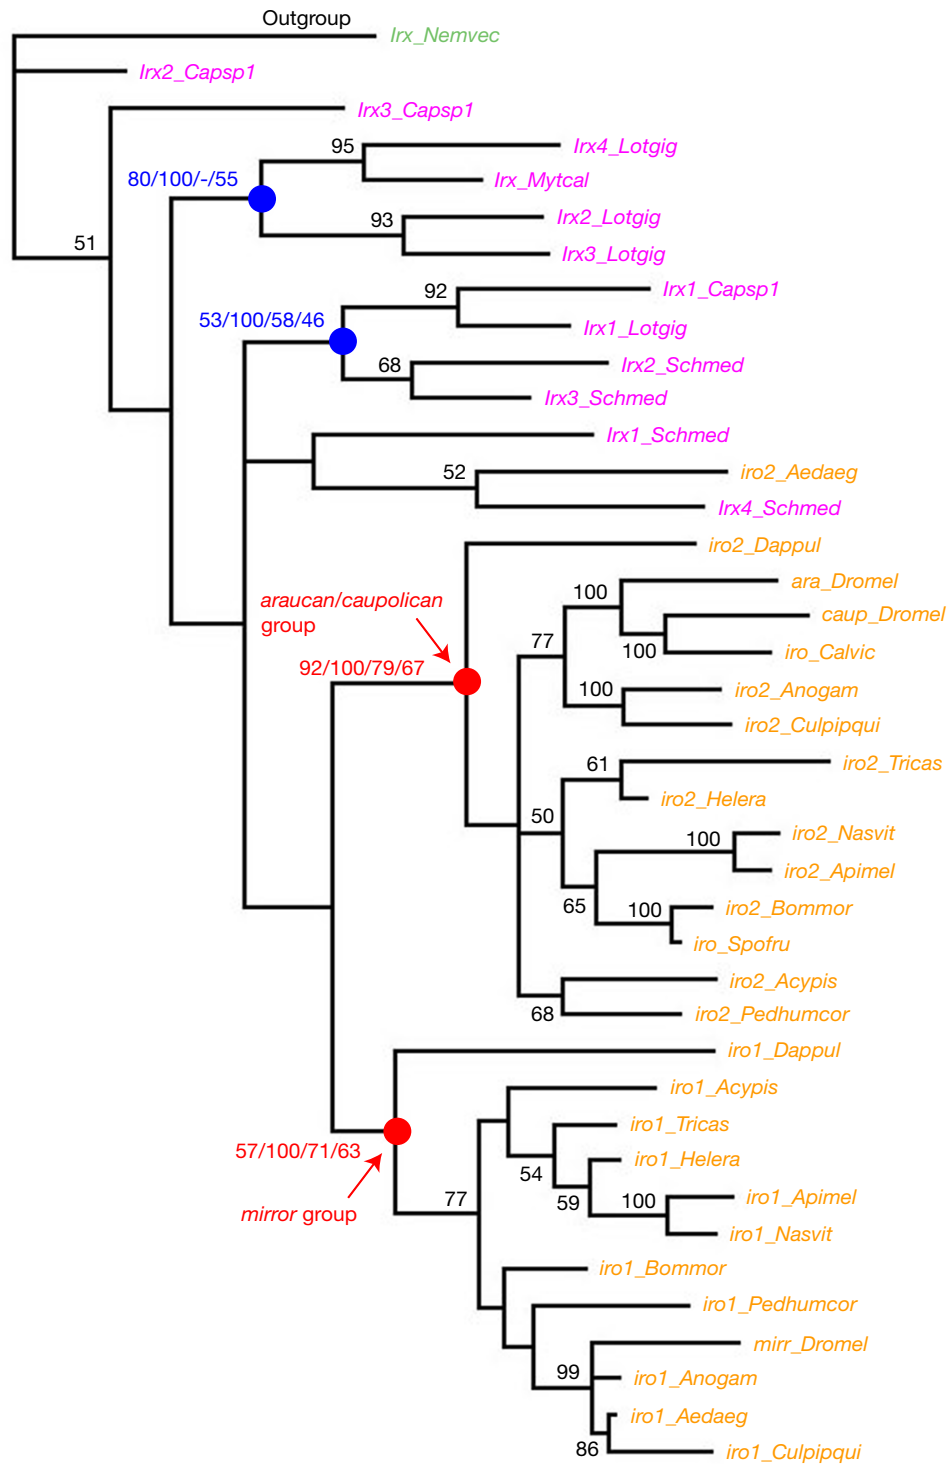 Outgroup
Irx_Nemvec
Irx2_Capsp1
Irx3_Capsp1
95
Irx4_Lotgig
80/100/-/55
Irx_Mytcal
93
Irx2_Lotgig
51
Irx3_Lotgig
92
Irx1_Capsp1
53/100/58/46
Irx1_Lotgig
68
Irx2_Schmed
Irx3_Schmed
Irx1_Schmed
52
iro2_Aedaeg
Irx4_Schmed
iro2_Dappul
araucan/caupolican
group
100
ara_Dromel
caup_Dromel
77
100
iro_Calvic
92/100/79/67
100
iro2_Anogam
iro2_Culpipqui
61
iro2_Tricas
iro2_Helera
50
100
iro2_Nasvit
iro2_Apimel
65
100
iro2_Bommor
iro_Spofru
iro2_Acypis
68
iro2_Pedhumcor
iro1_Dappul
iro1_Acypis
iro1_Tricas
57/100/71/63
54
iro1_Helera
mirror group
77
59
100
iro1_Apimel
iro1_Nasvit
iro1_Bommor
iro1_Pedhumcor
mirr_Dromel
99
iro1_Anogam
iro1_Aedaeg
86
iro1_Culpipqui